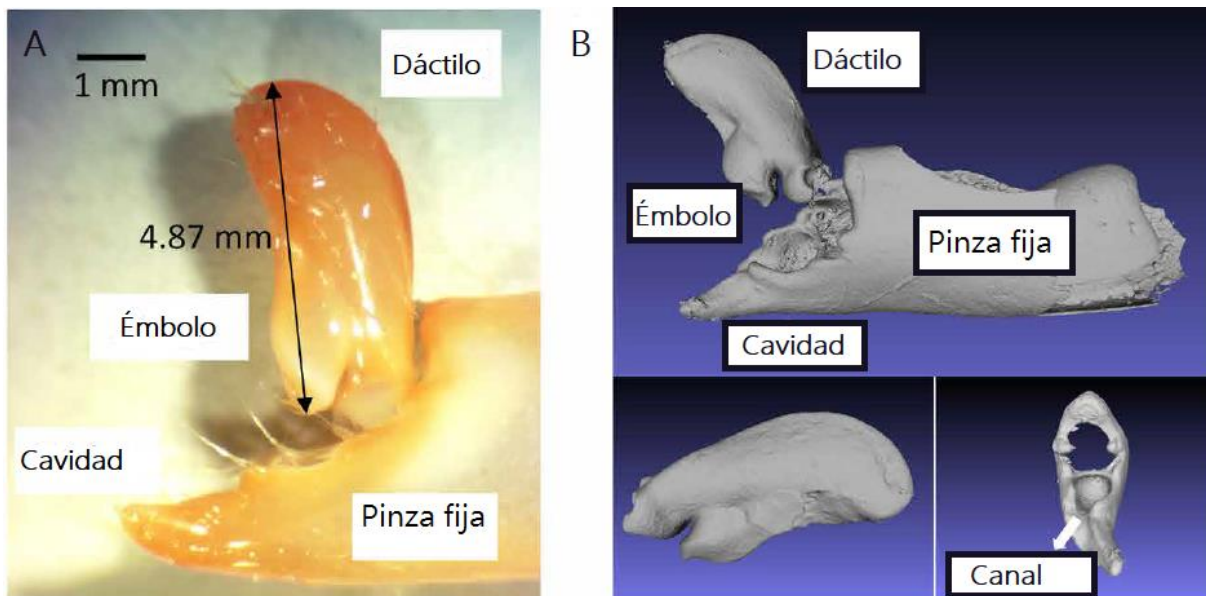 A
1 mm
Dáctilo
4.87 mm
Émbolo
Cavidad
Pinza fija
B
Dáctilo
Émbolo
Pinza fija
Cavidad
Canal